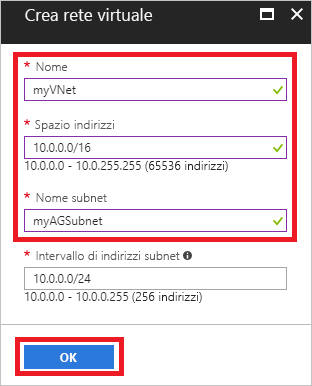 Crea rete virtuale
* Nome
myVNet
* Spazio indirizzi
10.0.0.0/16
10.0.0.0 - 10.0.255.255 (65536 indirizzi)
* Nome subnet
myAGSubnet
* Intervallo di indirizzi subnet
10.0.0.0/24
10.0.0.0 - 10.0.0.255 (256 indirizzi)
OK